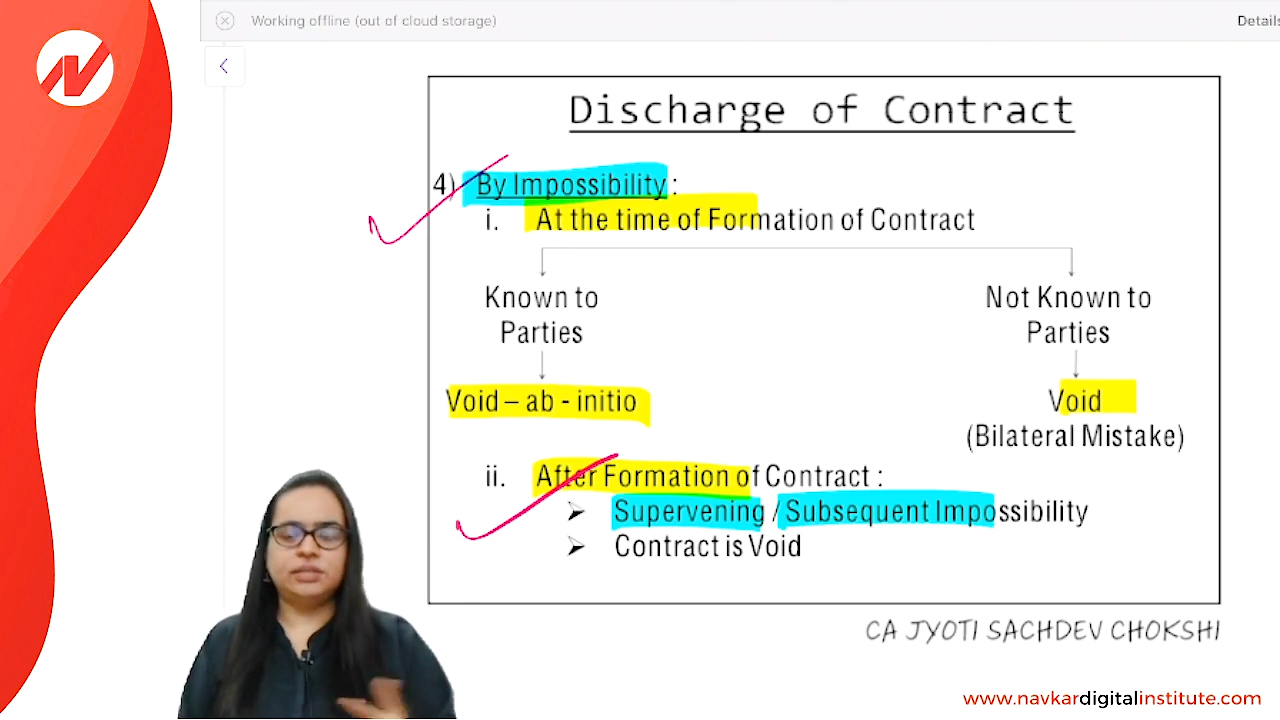 Working offline (out of cloud storage)
Details
Discharge of Contract
4) By Impossibility :
i. At the time of Formation of Contract
Known to
Parties
Not Known to
Parties
Void – ab - initio
Void
(Bilateral Mistake)
ii. After Formation of Contract :
➢ Supervening / Subsequent Impossibility
➢ Contract is Void
CA JYOTI SACHDEV CHOKSHI
www.navkardigitalinstitute.com